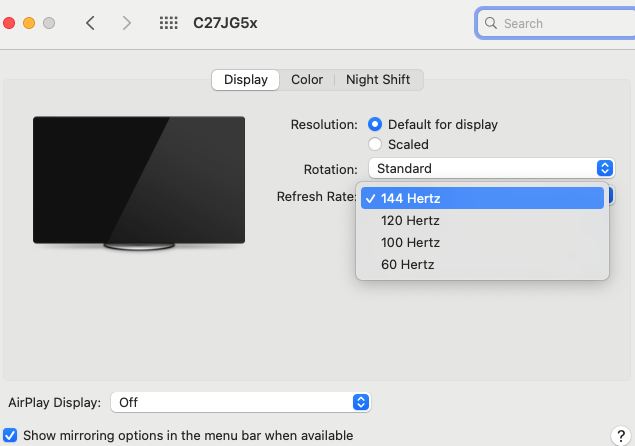 C27JG5x
Search
Display Color Night Shift
Resolution: Default for display
Scaled
Rotation: Standard
Refresh Rate: 144 Hertz
120 Hertz
100 Hertz
60 Hertz
AirPlay Display: Off
Show mirroring options in the menu bar when available
?